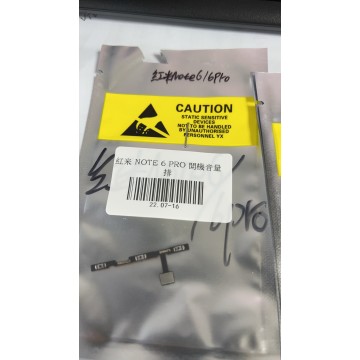 红米Note6/6Pro
CAUTION
STATIC SENSITIVE
DEVICES
NOT TO BE HANDLED
BY UNAUTHORISED
PERSONNEL YX
红米 NOTE 6 PRO 開機音量
排
22.07-16